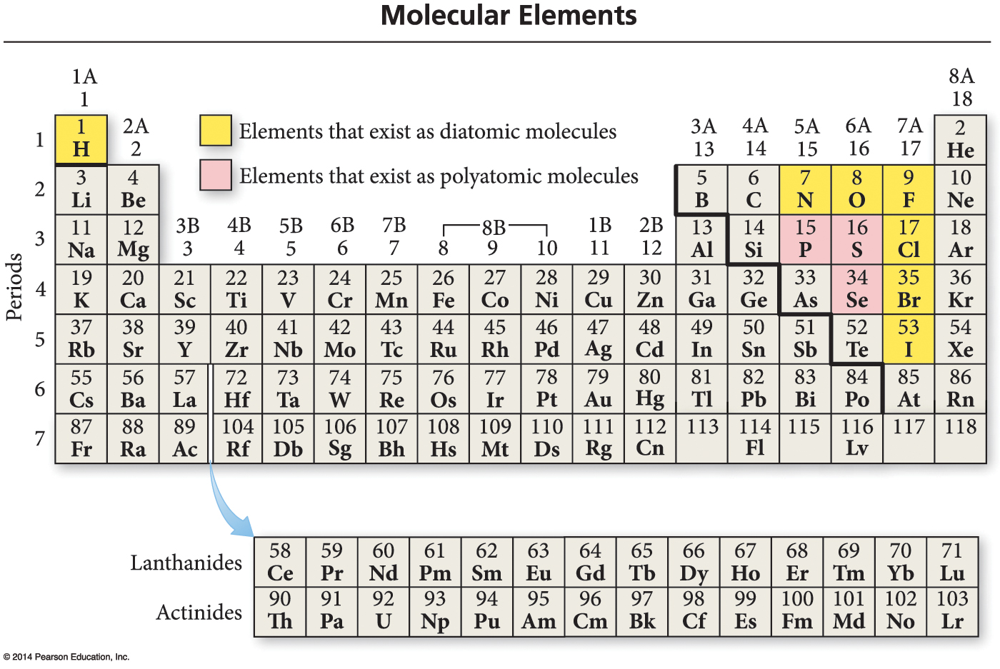 Molecular Elements
1A 8A
1 18
1 2A Elements that exist as diatomic molecules 3A 4A 5A 6A 7A 2
1 H 2 13 14 15 16 17 He
Elements that exist as polyatomic molecules
2 3 4 5 6 7 8 9 10
Li Be B C N O F Ne
3 11 12 3B 4B 5B 6B 7B 8B 1B 2B 13 14 15 16 17 18
Na Mg 3 4 5 6 7 8 9 10 11 12 Al Si P S Cl Ar
Periods
4 19 20 21 22 23 24 25 26 27 28 29 30 31 32 33 34 35 36
K Ca Sc Ti V Cr Mn Fe Co Ni Cu Zn Ga Ge As Se Br Kr
5 37 38 39 40 41 42 43 44 45 46 47 48 49 50 51 52 53 54
Rb Sr Y Zr Nb Mo Tc Ru Rh Pd Ag Cd In Sn Sb Te I Xe
6 55 56 57 72 73 74 75 76 77 78 79 80 81 82 83 84 85 86
Cs Ba La Hf Ta W Re Os Ir Pt Au Hg Tl Pb Bi Po At Rn
7 87 88 89 104 105 106 107 108 109 110 111 112 113 114 115 116 117 118
Fr Ra Ac Rf Db Sg Bh Hs Mt Ds Rg Cn Fl Lv
Lanthanides 58 59 60 61 62 63 64 65 66 67 68 69 70 71
Ce Pr Nd Pm Sm Eu Gd Tb Dy Ho Er Tm Yb Lu
Actinides 90 91 92 93 94 95 96 97 98 99 100 101 102 103
Th Pa U Np Pu Am Cm Bk Cf Es Fm Md No Lr
© 2014 Pearson Education, Inc.